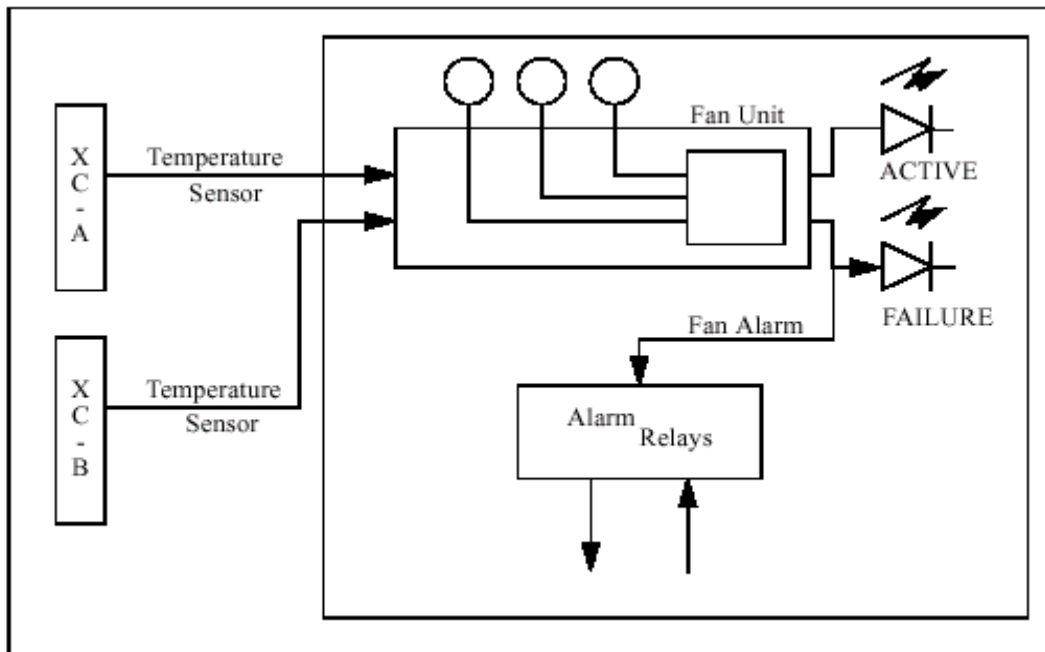 Fan Unit
X
C
-
A
Temperature
Sensor
ACTIVE
Fan Alarm
FAILURE
X
C
-
B
Temperature
Sensor
Alarm
Relays